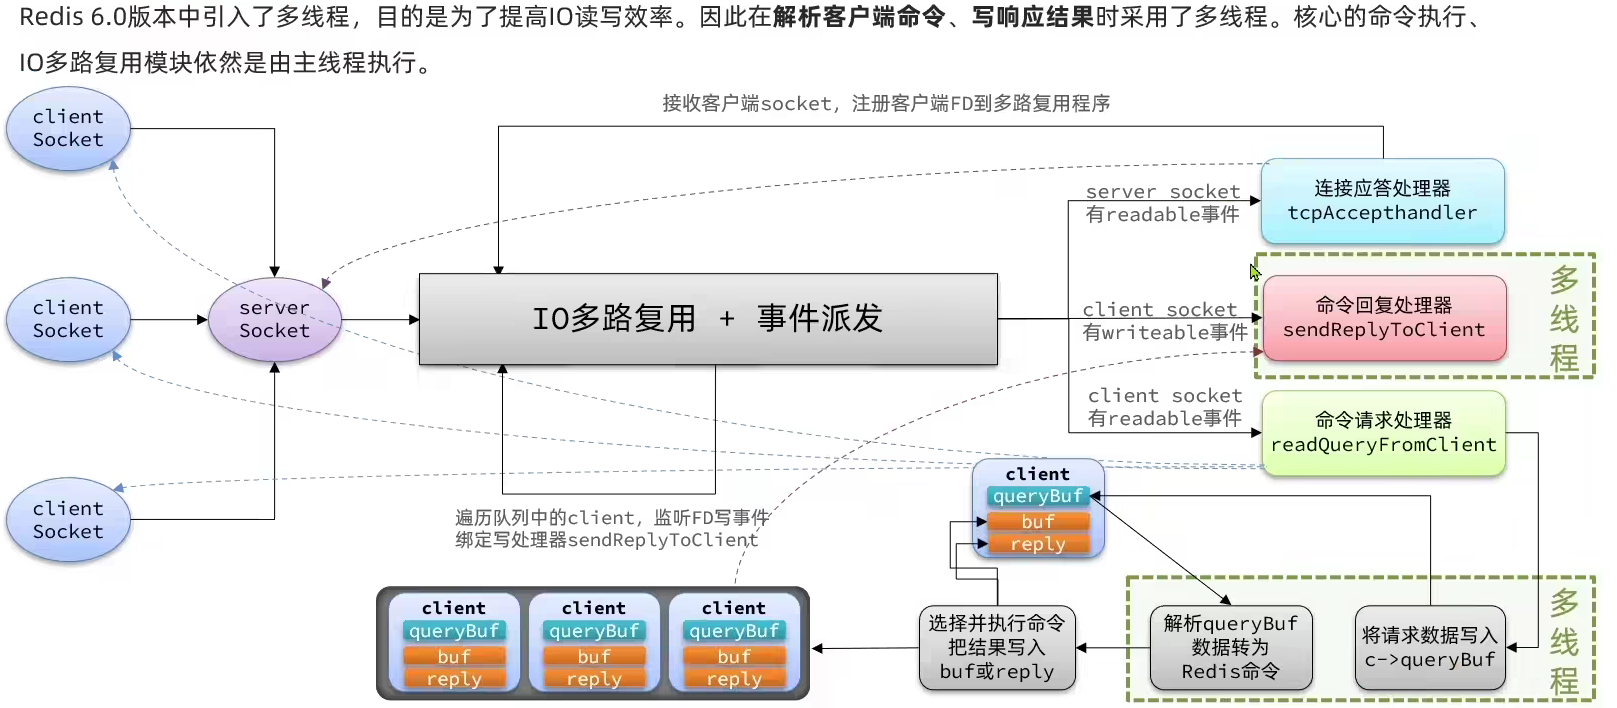 Redis 6.0版本中引入了多线程，目的是为了提高IO读写效率。因此在解析客户端命令、写响应结果时采用了多线程。核心的命令执行、
IO多路复用模块依然是由主线程执行。
接收客户端socket，注册客户端FD到多路复用程序
client
Socket
client
Socket
client
Socket
server
Socket
IO多路复用 + 事件派发
server socket
有readable事件
client socket
有writeable事件
client socket
有readable事件
连接应答处理器
tcpAccepthandler
命令回复处理器
sendReplyToClient
多
线
程
命令请求处理器
readQueryFromClient
遍历队列中的client，监听FD写事件
绑定写处理器sendReplyToClient
client
queryBuf
buf
reply
client
queryBuf
buf
reply
client
queryBuf
buf
reply
client
queryBuf
buf
reply
选择并执行命令
把结果写入
buf或reply
解析queryBuf
数据转为
Redis命令
将请求数据写入
c->queryBuf
多
线
程